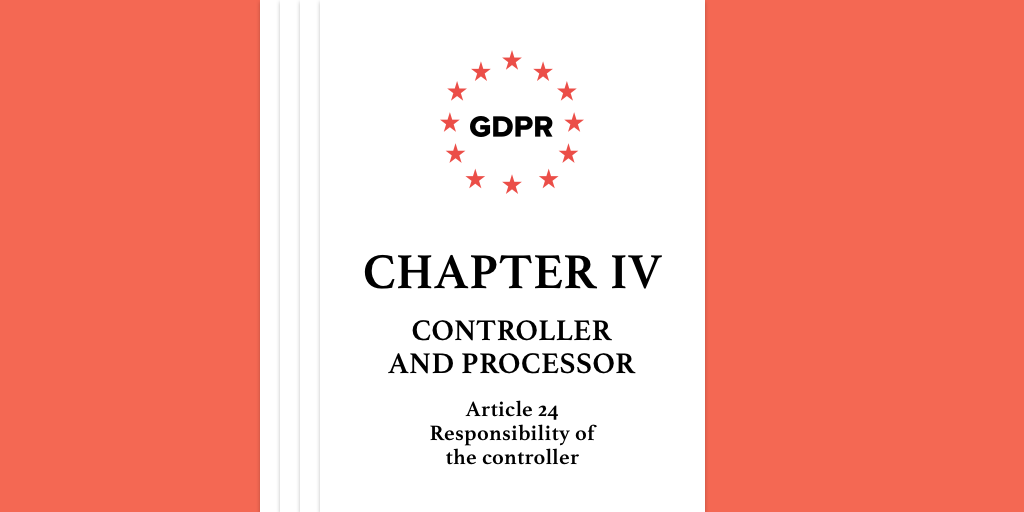 GDPR
CHAPTER IV
CONTROLLER
AND PROCESSOR
Article 24
Responsibility of
the controller